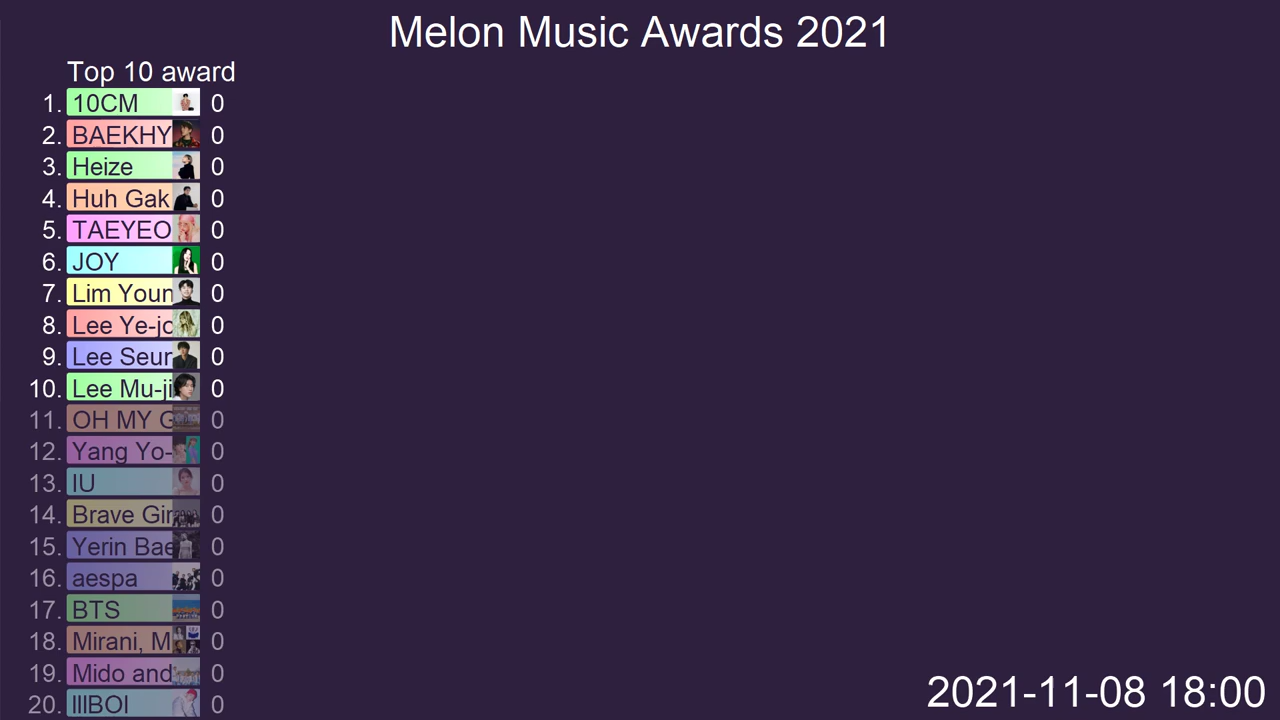 Melon Music Awards 2021
Top 10 award
1. 10CM 0
2. BAEKHY 0
3. Heize 0
4. Huh Gak 0
5. TAEYEO 0
6. JOY 0
7. Lim Youn 0
8. Lee Ye-jo 0
9. Lee Seun 0
10. Lee Mu-ji 0
11. OH MY G 0
12. Yang Yo- 0
13. IU 0
14. Brave Gir 0
15. Yerin Bae 0
16. aespa 0
17. BTS 0
18. Mirani, M 0
19. Mido and 0
20. lIlBOI 0
2021-11-08 18:00